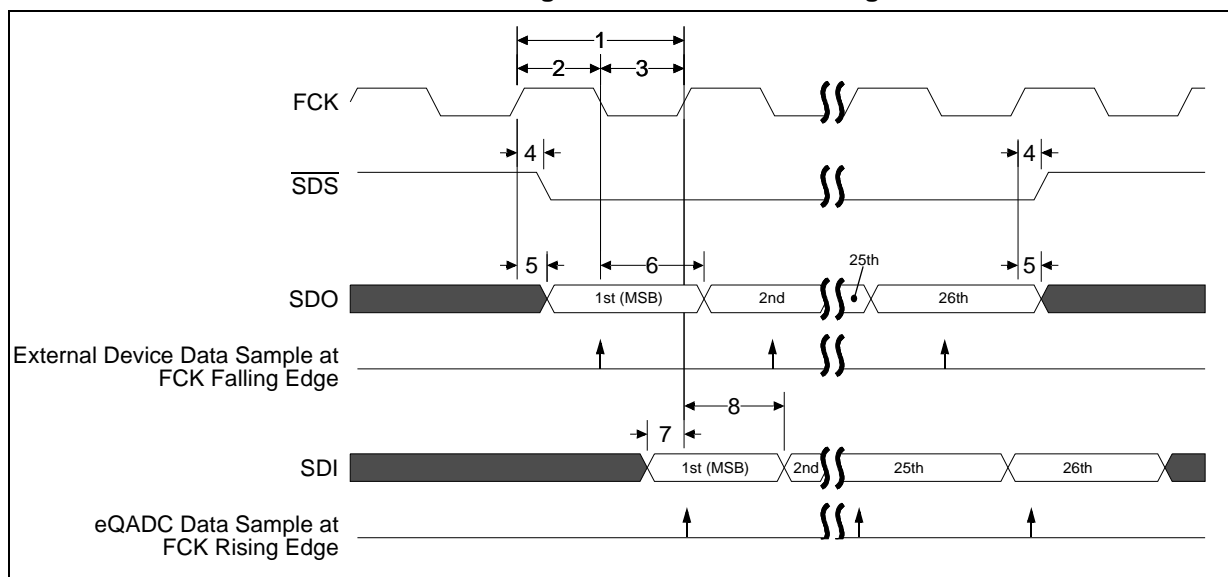 1
2 3
FCK
4 4
SDS
5 6 25th 5
SDO 1st (MSB) 2nd 26th
External Device Data Sample at
FCK Falling Edge
8
7
SDI 1st (MSB) 2nd 25th 26th
eQADC Data Sample at
FCK Rising Edge